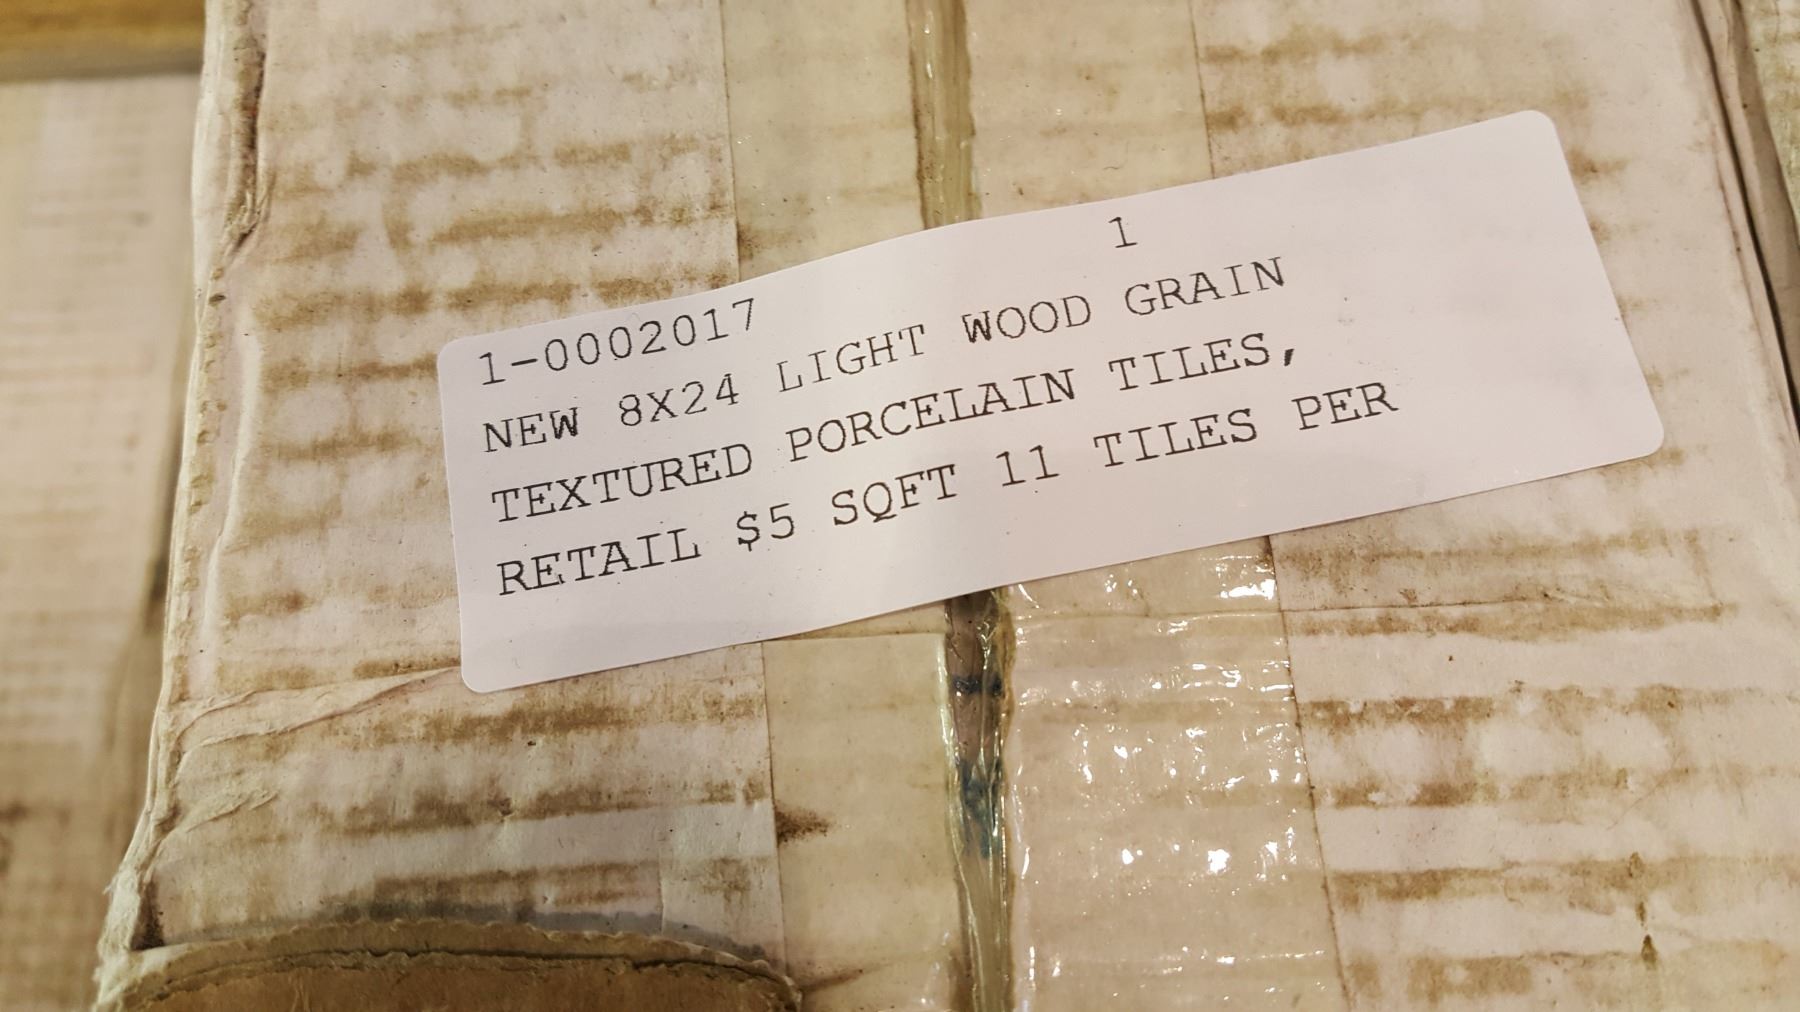 1
1-0002017
NEW 8X24 LIGHT WOOD GRAIN
TEXTURED PORCELAIN TILES,
RETAIL $5 SQFT 11 TILES PER